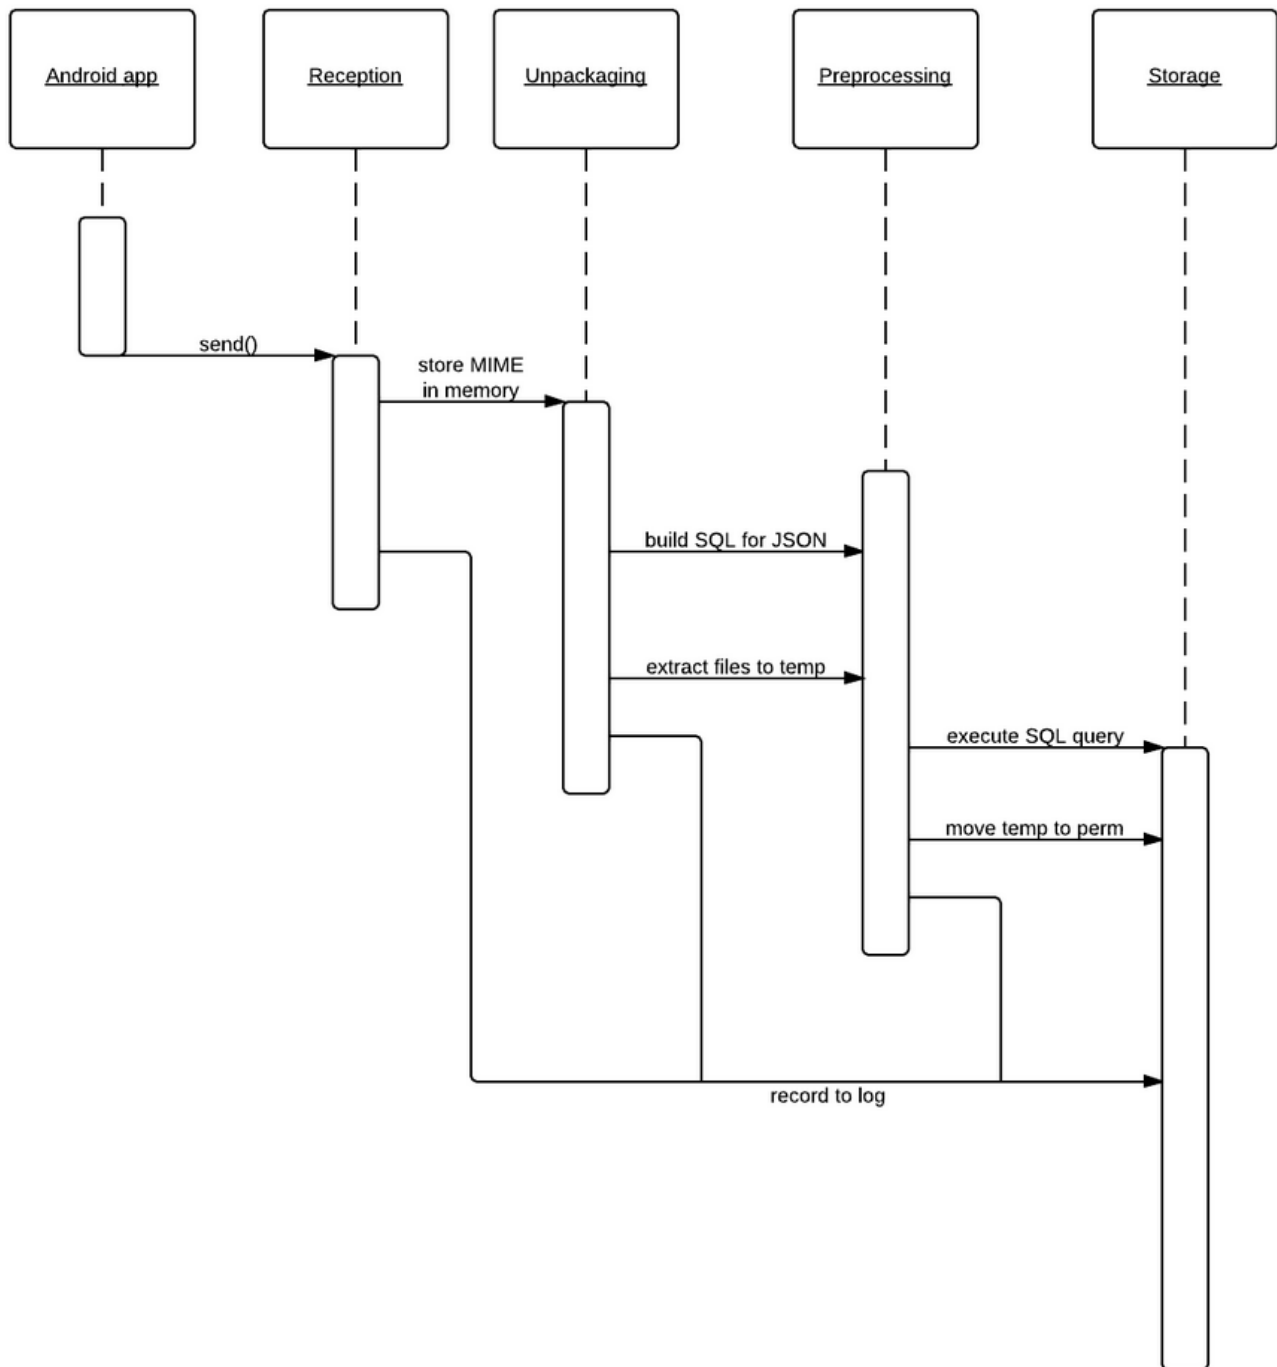 Android app
Reception
Unpackaging
Preprocessing
Storage
send()
store MIME
in memory
build SQL for JSON
extract files to temp
execute SQL query
move temp to perm
record to log